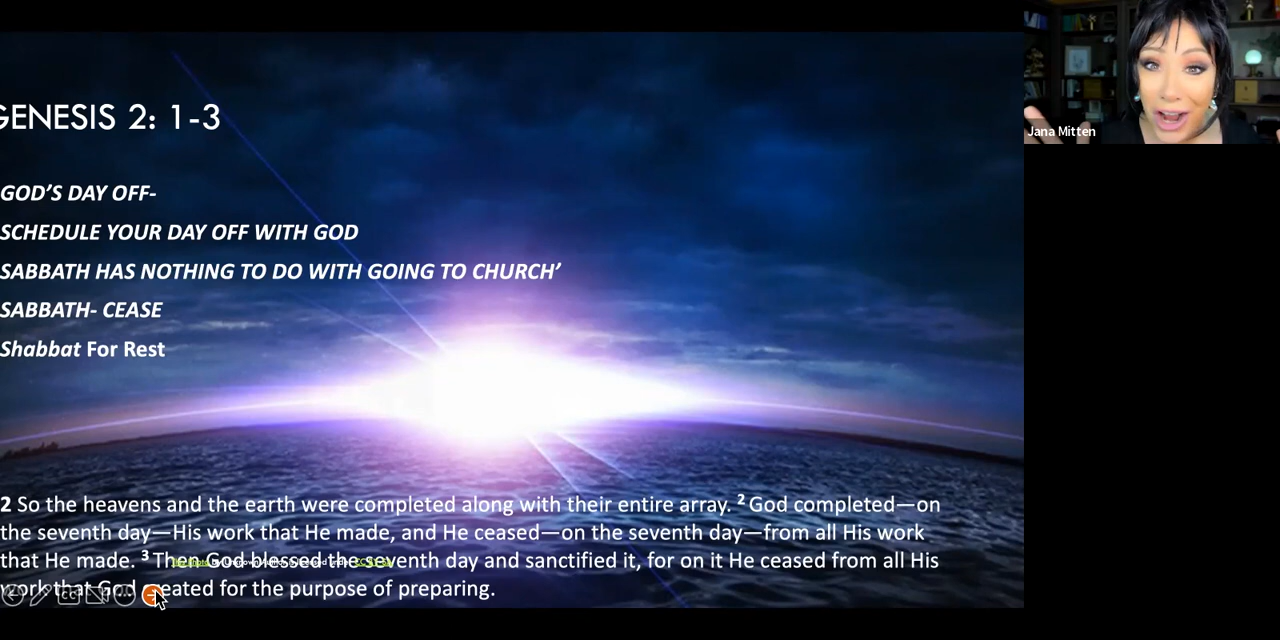 GENESIS 2: 1-3
GOD'S DAY OFF-
SCHEDULE YOUR DAY OFF WITH GOD
SABBATH HAS NOTHING TO DO WITH GOING TO CHURCH'
SABBATH- CEASE
Shabbat For Rest
2 So the heavens and the earth were completed along with their entire array. 2 God completed—on
the seventh day—His work that He made, and He ceased—on the seventh day—from all His work
that He made. 3 Then God blessed the seventh day and sanctified it, for on it He ceased from all His
work that God created for the purpose of preparing.
Jana Mitten